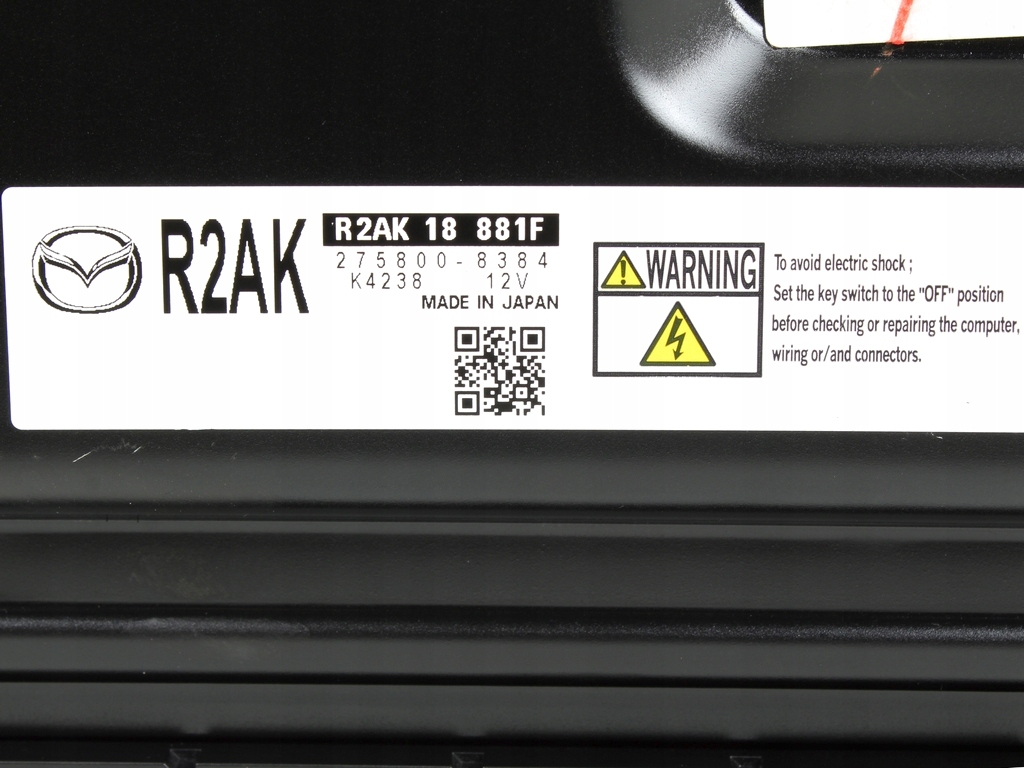 R2AK
R2AK 18 881F
275800-8384
K4238 12V
MADE IN JAPAN
WARNING
To avoid electric shock ;
Set the key switch to the "OFF" position
before checking or repairing the computer,
wiring or/and connectors.